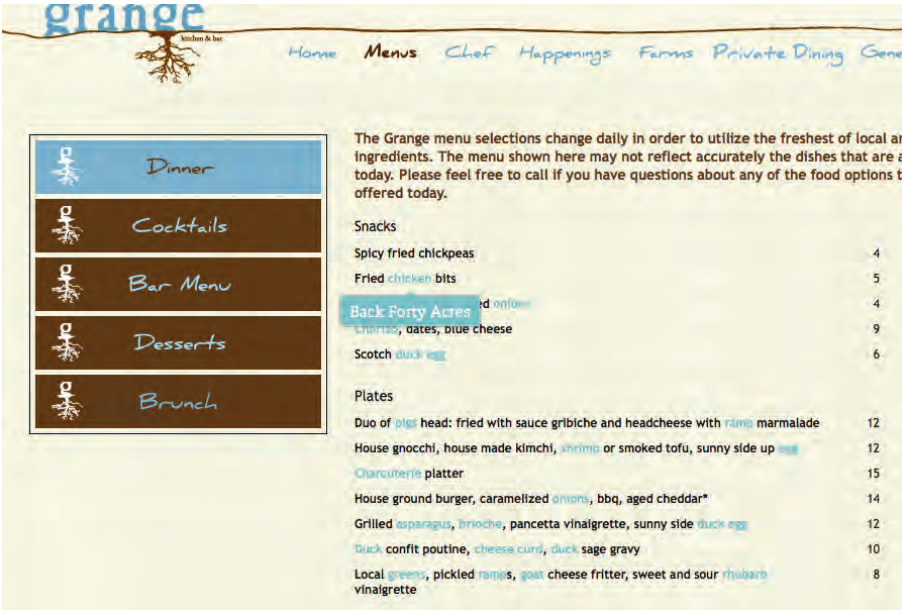 grange
kitchen & bar
Home Menus Chef Happenings Farms Private Dining Gene
Dinner
Cocktails
Bar Menu
Desserts
Brunch
The Grange menu selections change daily in order to utilize the freshest of local ar
ingredients. The menu shown here may not reflect accurately the dishes that are a
today. Please feel free to call if you have questions about any of the food options t
offered today.
Snacks
Spicy fried chickpeas 4
Fried chicken bits 5
ed onions 4
Back Forty Acres
Chorizo, dates, blue cheese 9
Scotch duck egg 6
Plates
Duo of pigs head: fried with sauce gribiche and headcheese with ramp marmalade 12
House gnocchi, house made kimchi, shrimp or smoked tofu, sunny side up egg 12
Charcuterie platter 15
House ground burger, caramelized onions, bbq, aged cheddar* 14
Grilled asparagus, brioche, pancetta vinaigrette, sunny side duck egg 12
Duck confit poutine, cheese curd, duck sage gravy 10
Local greens, pickled ramps, goat cheese fritter, sweet and sour rhubarb 8
vinaigrette